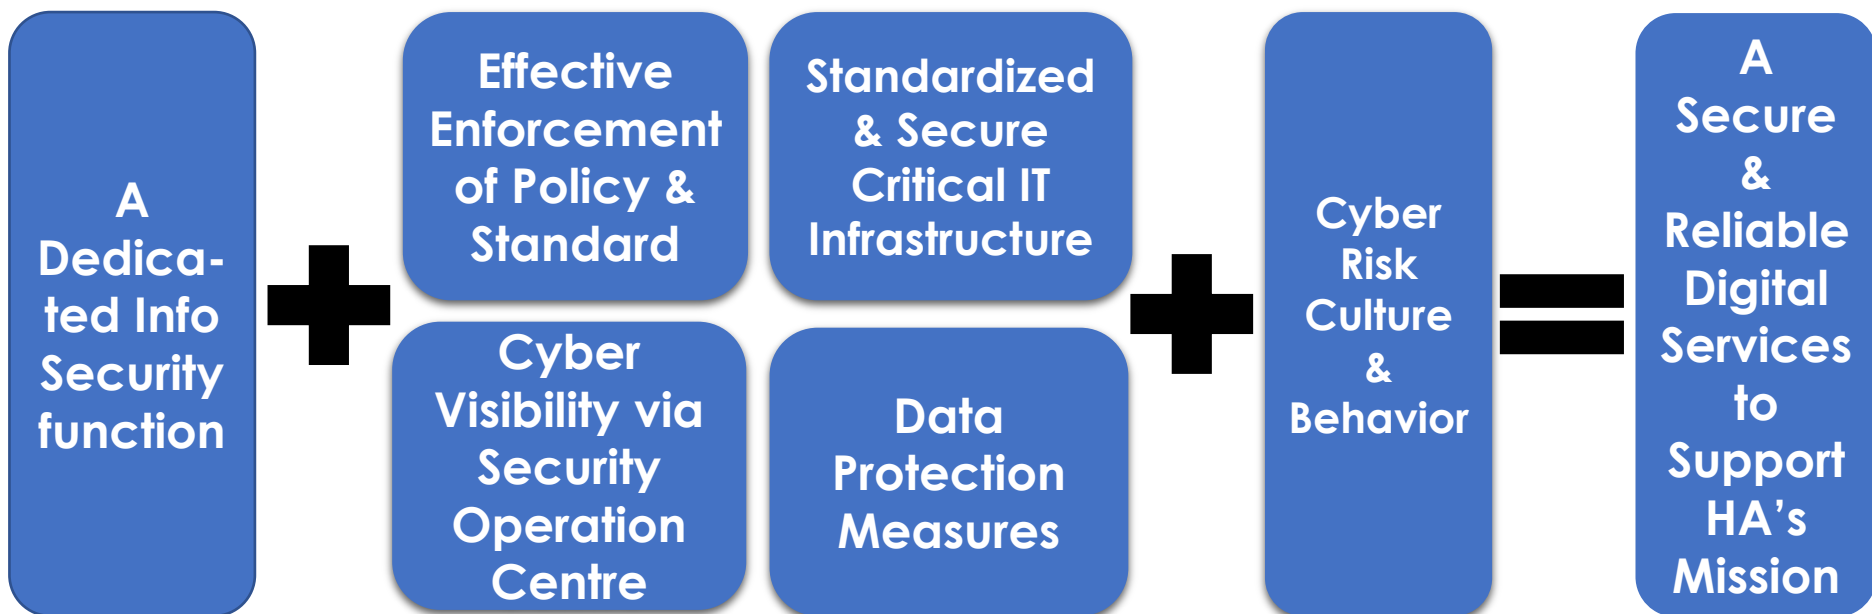 A
Dedica-
ted Info
Security
function
Effective
Enforcement
of Policy &
Standard
Standardized
& Secure
Critical IT
Infrastructure
Cyber
Visibility via
Security
Operation
Centre
Data
Protection
Measures
Cyber
Risk
Culture
&
Behavior
A
Secure
&
Reliable
Digital
Services
to
Support
HA’s
Mission